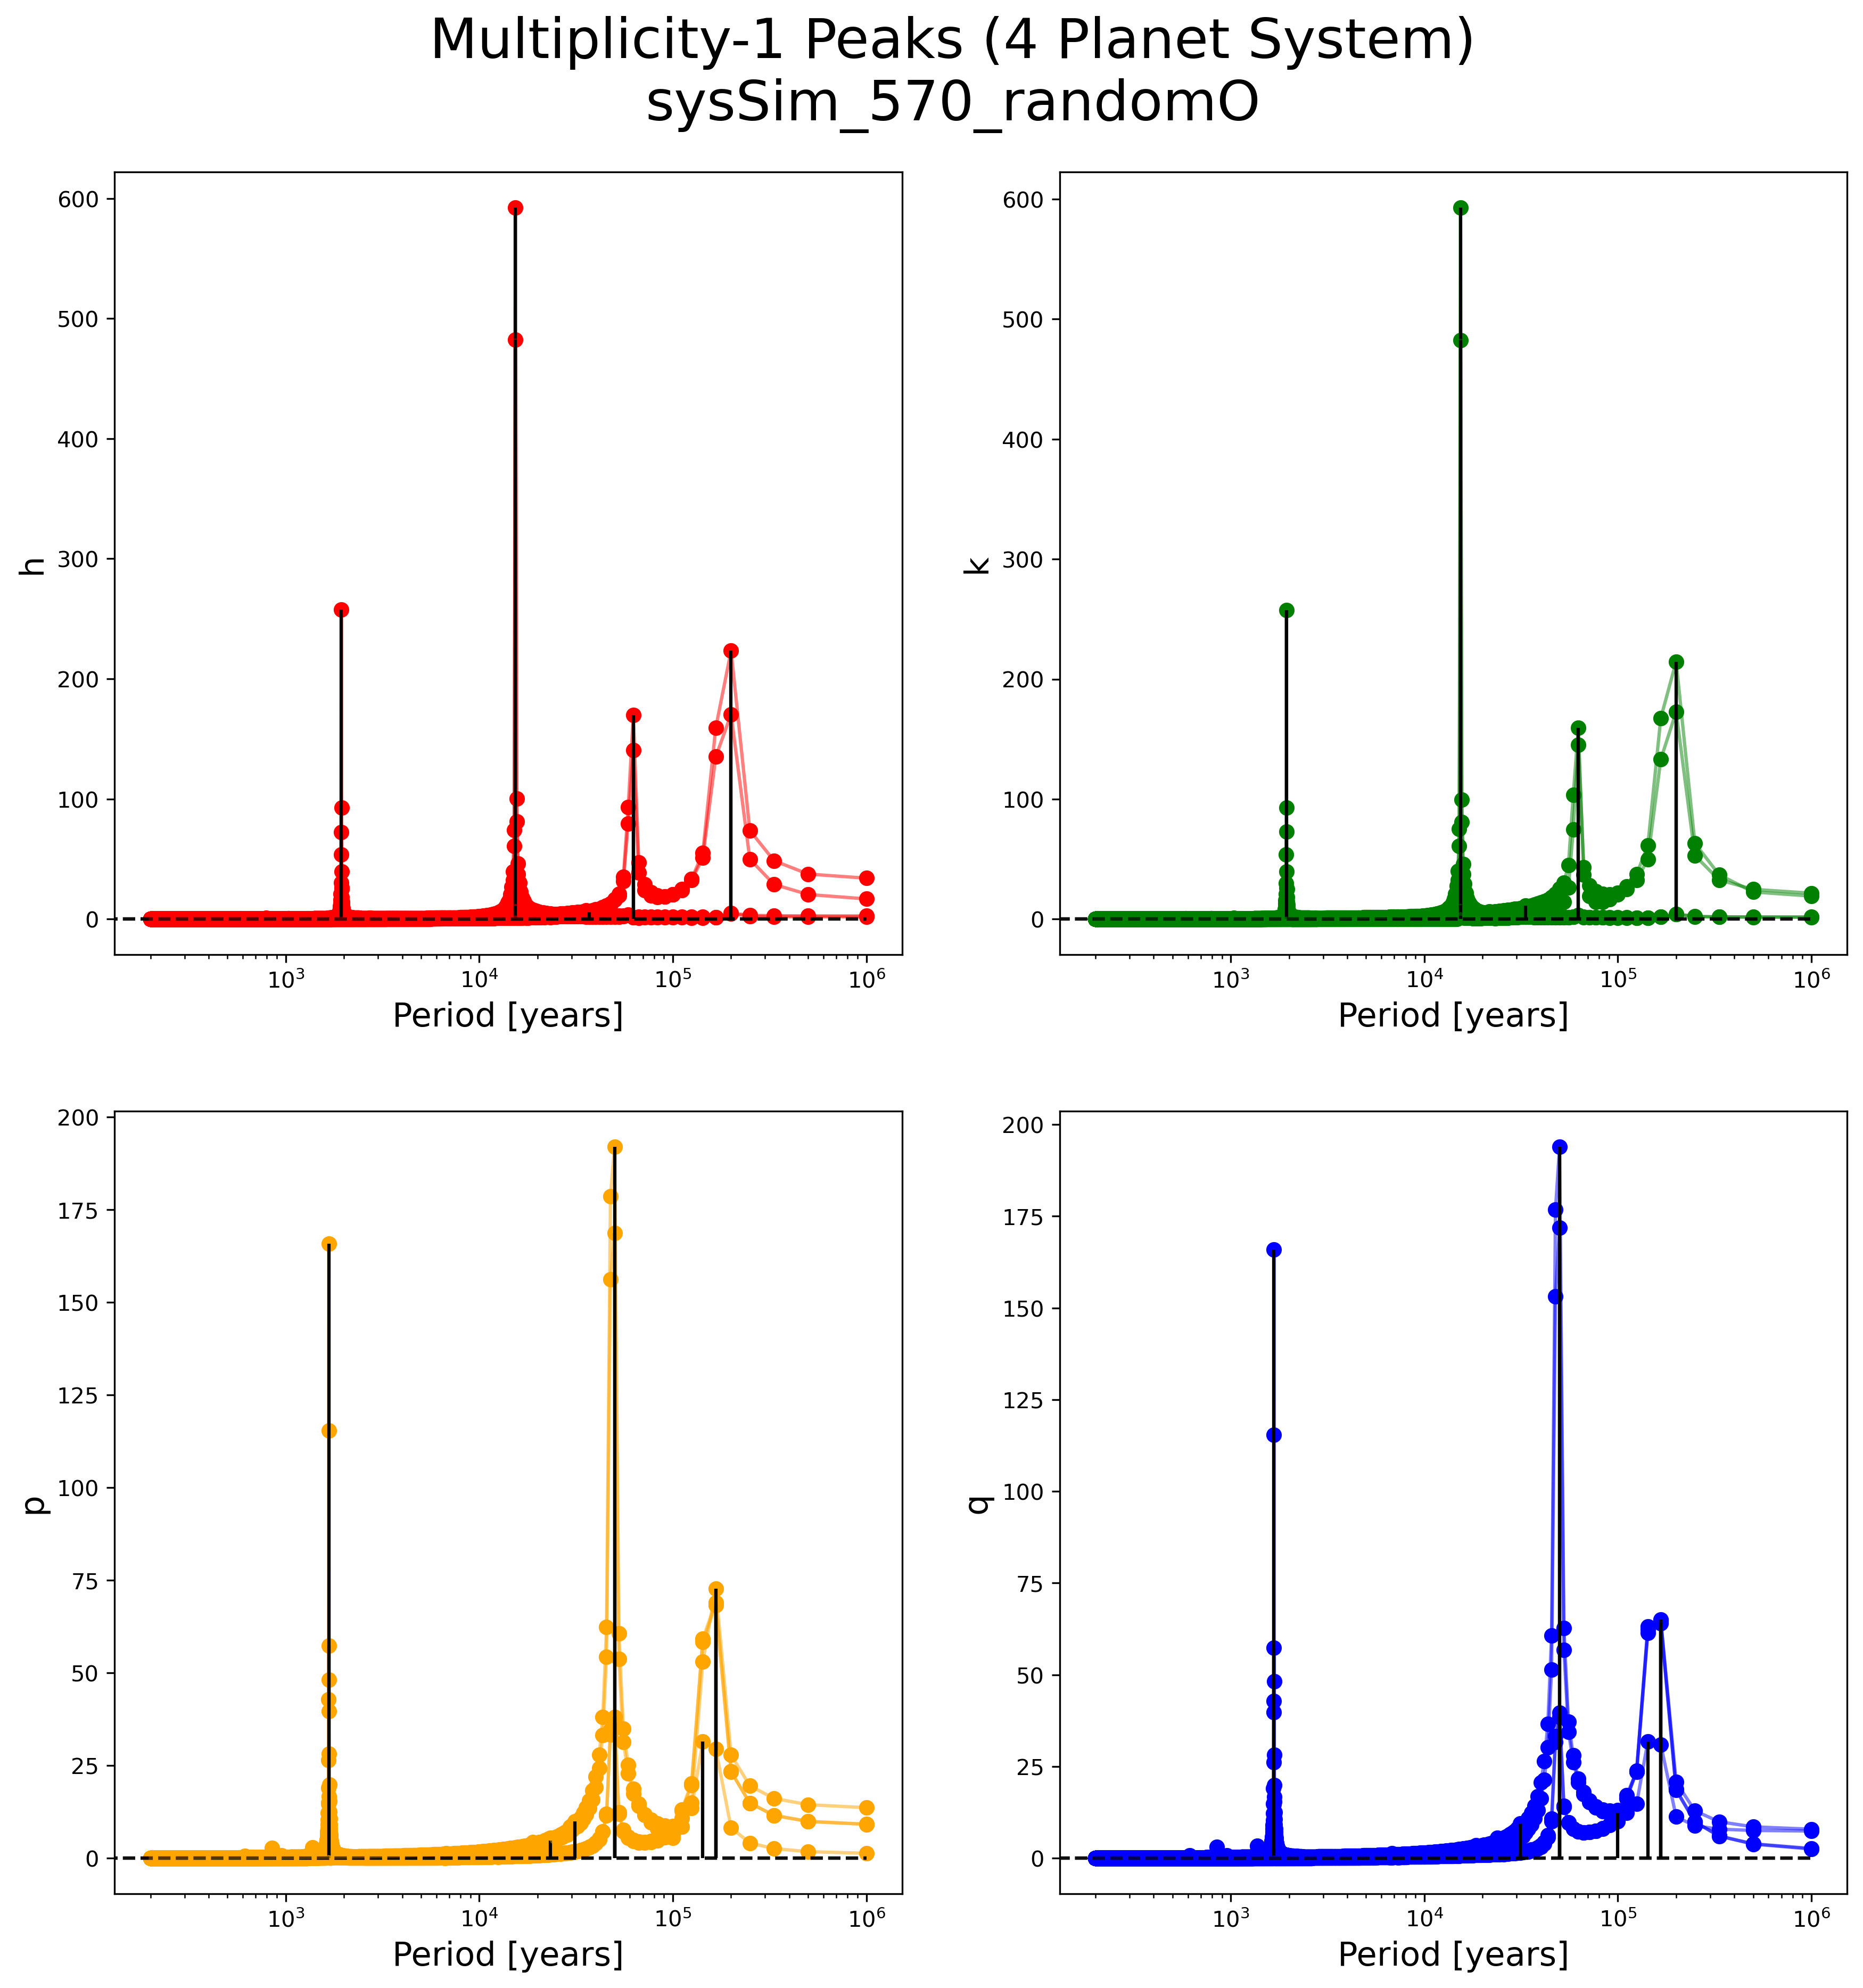 Multiplicity-1 Peaks (4 Planet System)
sysSim_570_randomO
600
500
400
300
200
100
0
h
10³ 10⁴ 10⁵ 10⁶
Period [years]
600
500
400
300
200
100
0
k
10³ 10⁴ 10⁵ 10⁶
Period [years]
200
175
150
125
100
75
50
25
0
p
10³ 10⁴ 10⁵ 10⁶
Period [years]
200
175
150
125
100
75
50
25
0
q
10³ 10⁴ 10⁵ 10⁶
Period [years]